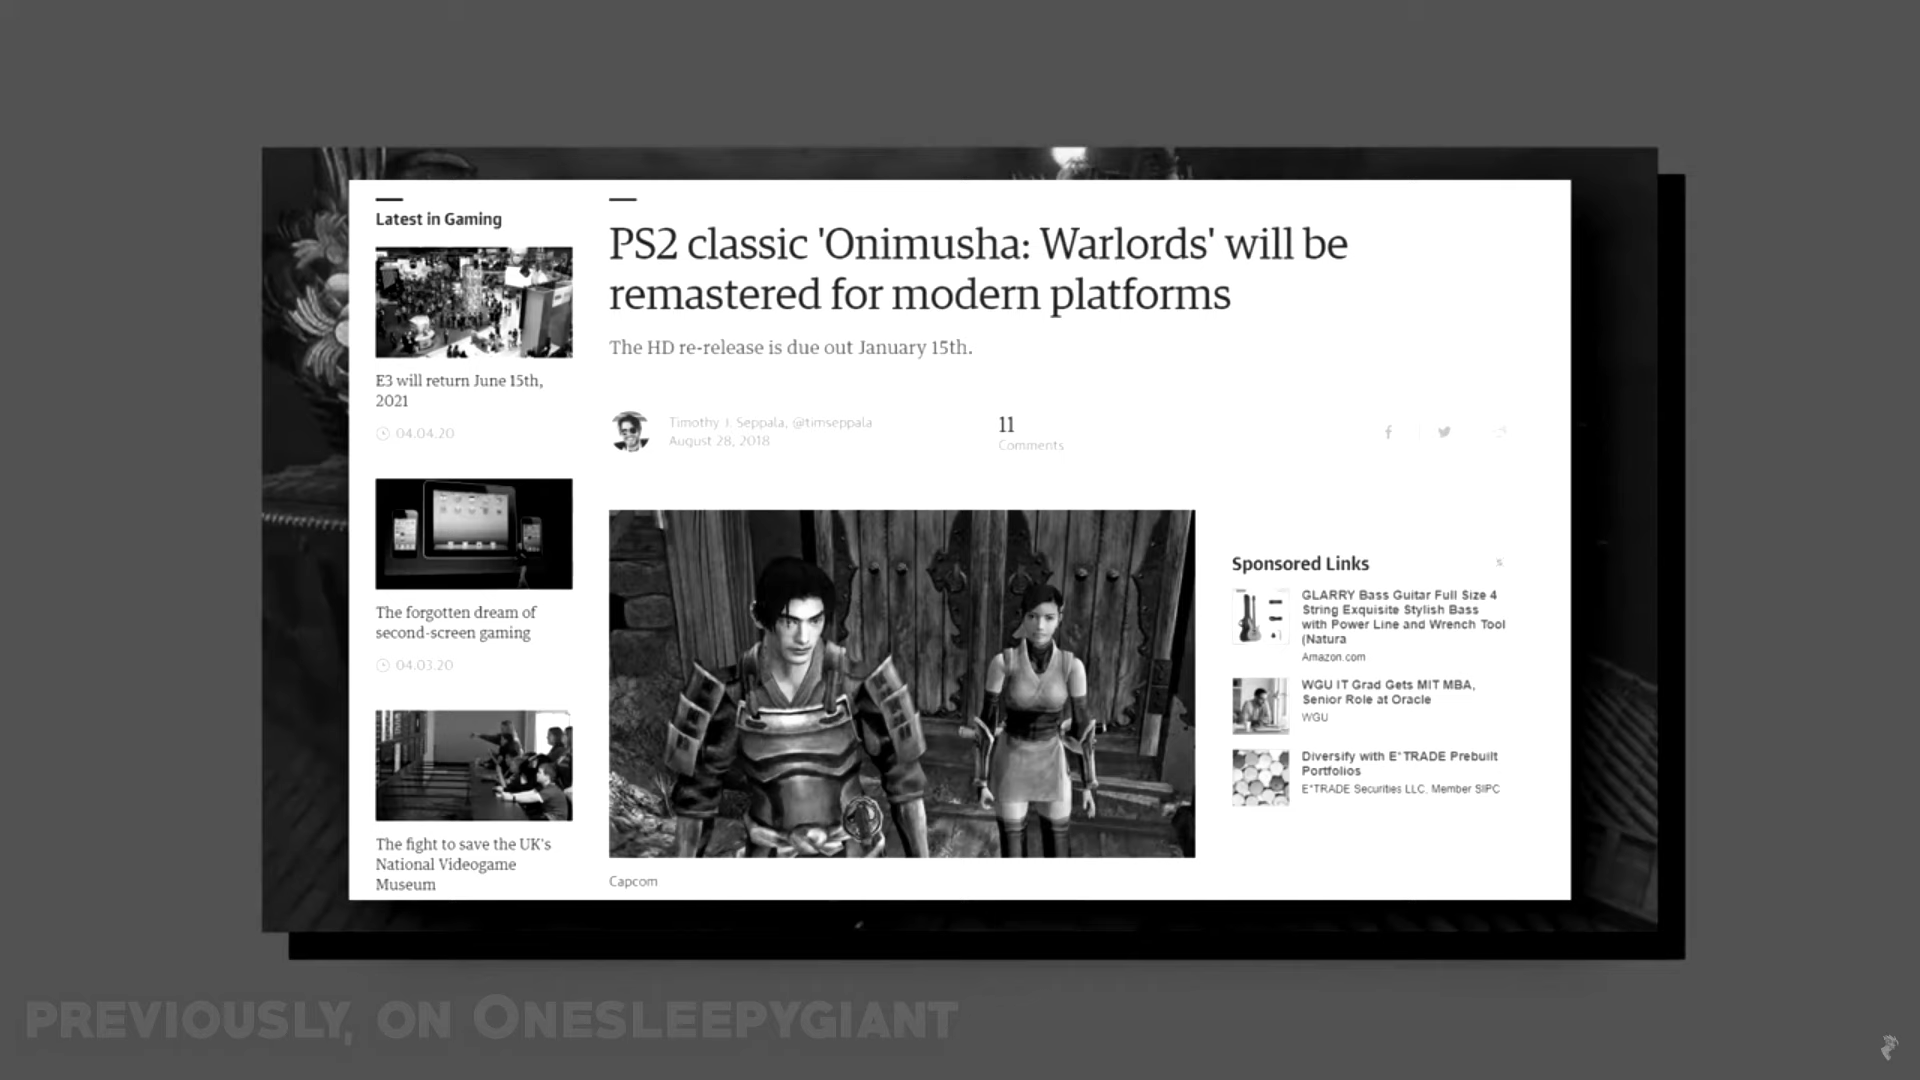 Latest in Gaming
E3 will return June 15th,
2021
04.04.20
The forgotten dream of
second-screen gaming
04.03.20
The fight to save the UK's
National Videogame
Museum
PS2 classic 'Onimusha: Warlords' will be
remastered for modern platforms
The HD re-release is due out January 15th.
Timothy J. Seppala, @timseppala
August 28, 2018
11
Comments
Capcom
Sponsored Links
GLARRY Bass Guitar Full Size 4
String Exquisite Stylish Bass
with Power Line and Wrench Tool
(Natura
Amazon.com
WGU IT Grad Gets MIT MBA,
Senior Role at Oracle
WGU
Diversify with E*TRADE Prebuilt
Portfolios
E*TRADE Securities LLC. Member SIPC
PREVIOUSLY, ON ONESLEEPYGIANT